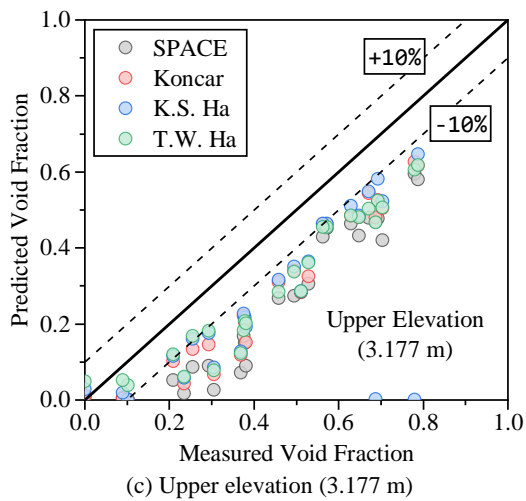 1.0
0.8
0.6
0.4
0.2
0.0
Predicted Void Fraction
SPACE
Koncar
K.S. Ha
T.W. Ha
+10%
-10%
Upper Elevation
(3.177 m)
0.0 0.2 0.4 0.6 0.8 1.0
Measured Void Fraction
(c) Upper elevation (3.177 m)